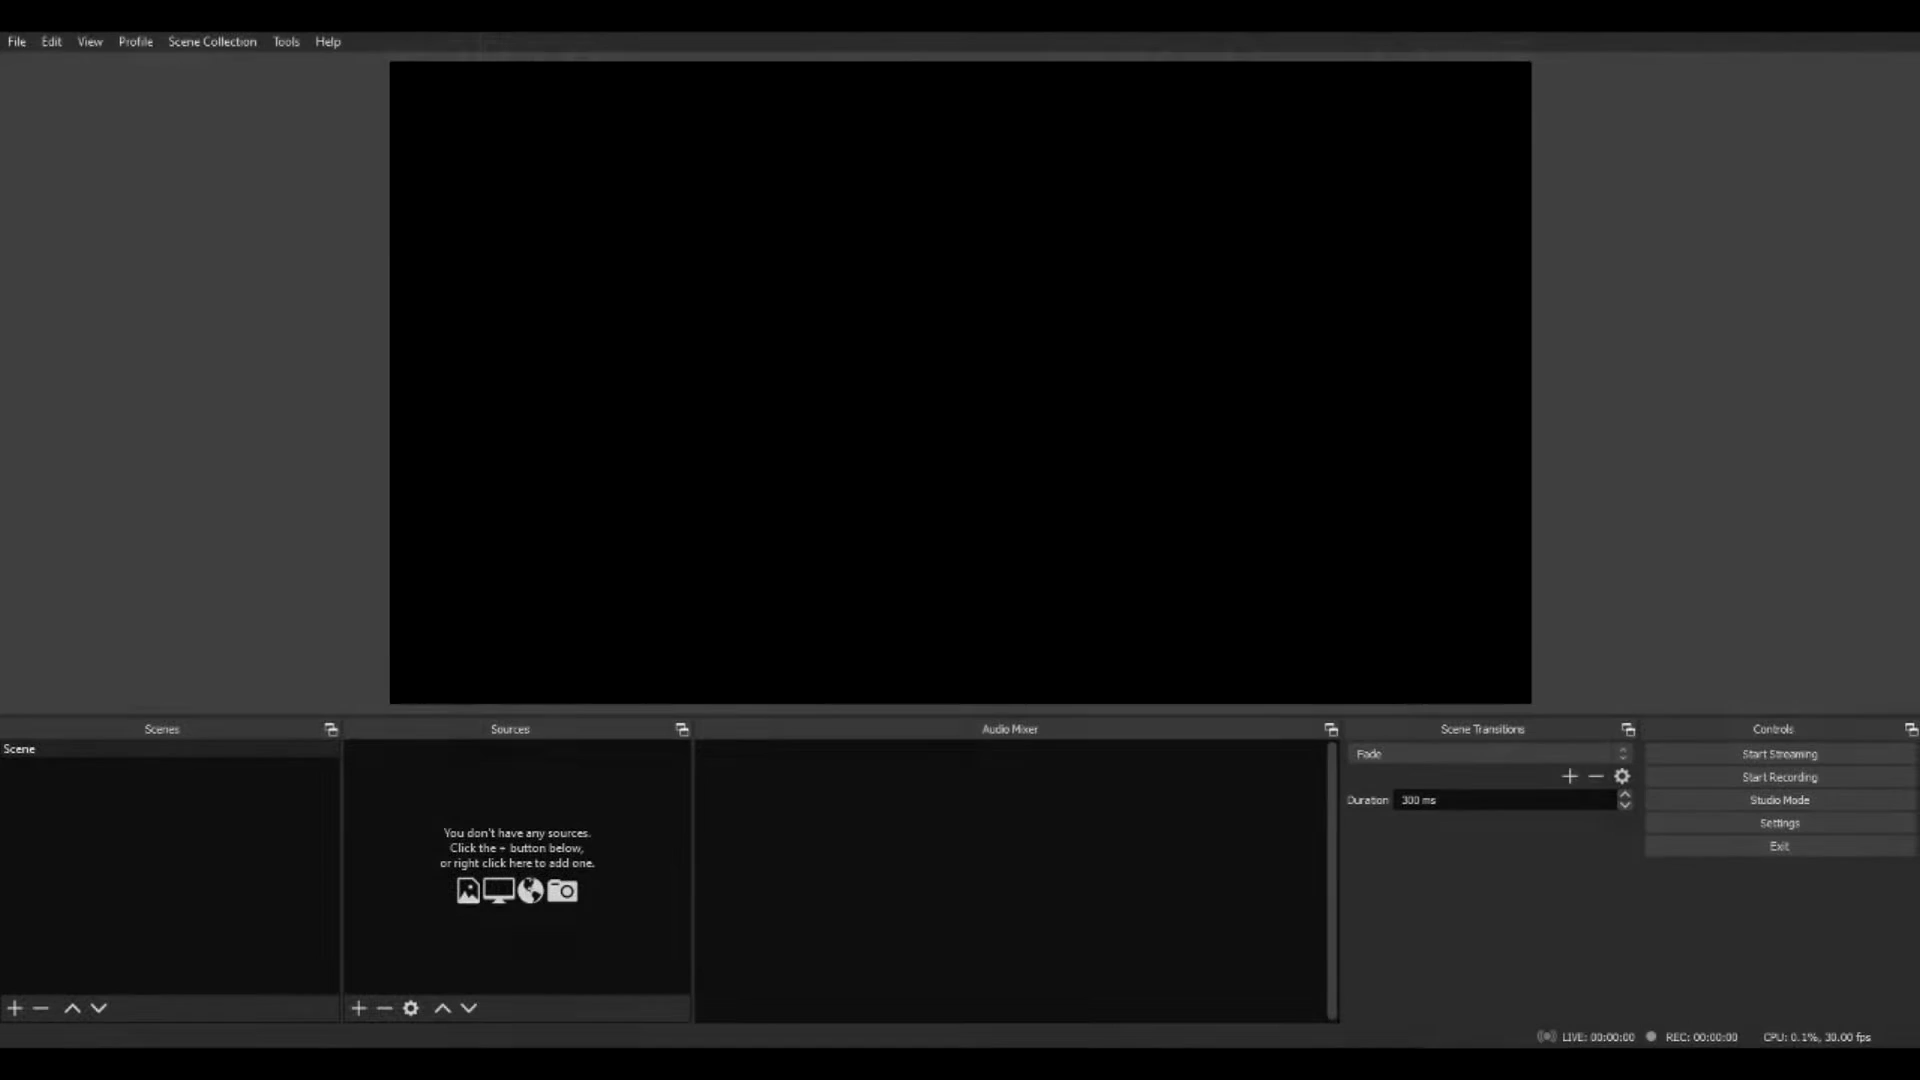 File Edit View Profile Scene Collection Tools Help
Scenes
Sources
Audio Mixer
Scene Transitions
Controls
Scene
You don't have any sources.
Click the + button below,
or right click here to add one.
Fade
Duration 300 ms
Start Streaming
Start Recording
Studio Mode
Settings
Exit
LIVE: 00:00:00 REC: 00:00:00 CPU: 0.1%, 30.00 fps